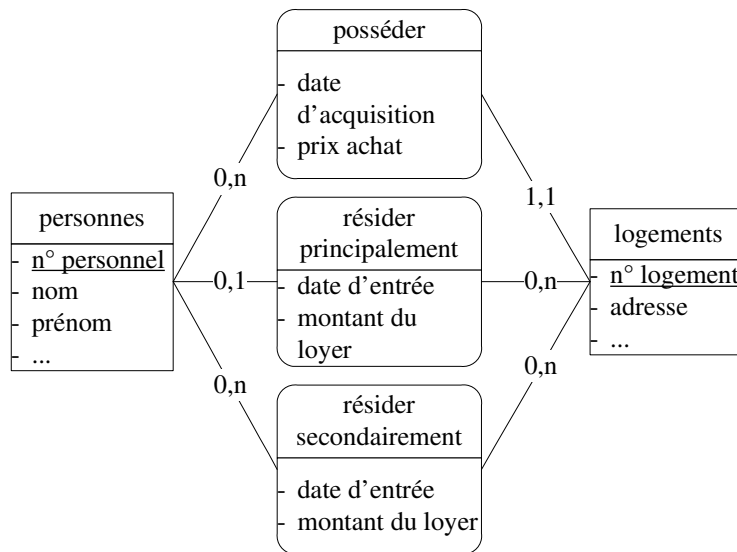 posséder
- date
d'acquisition
- prix achat
0,n
1,1
personnes
- n° personnel
- nom
- prénom
- ...
résider
principalement
- date d'entrée
- montant du
loyer
0,1
0,n
logements
- n° logement
- adresse
- ...
0,n
0,n
résider
secondairement
- date d'entrée
- montant du loyer